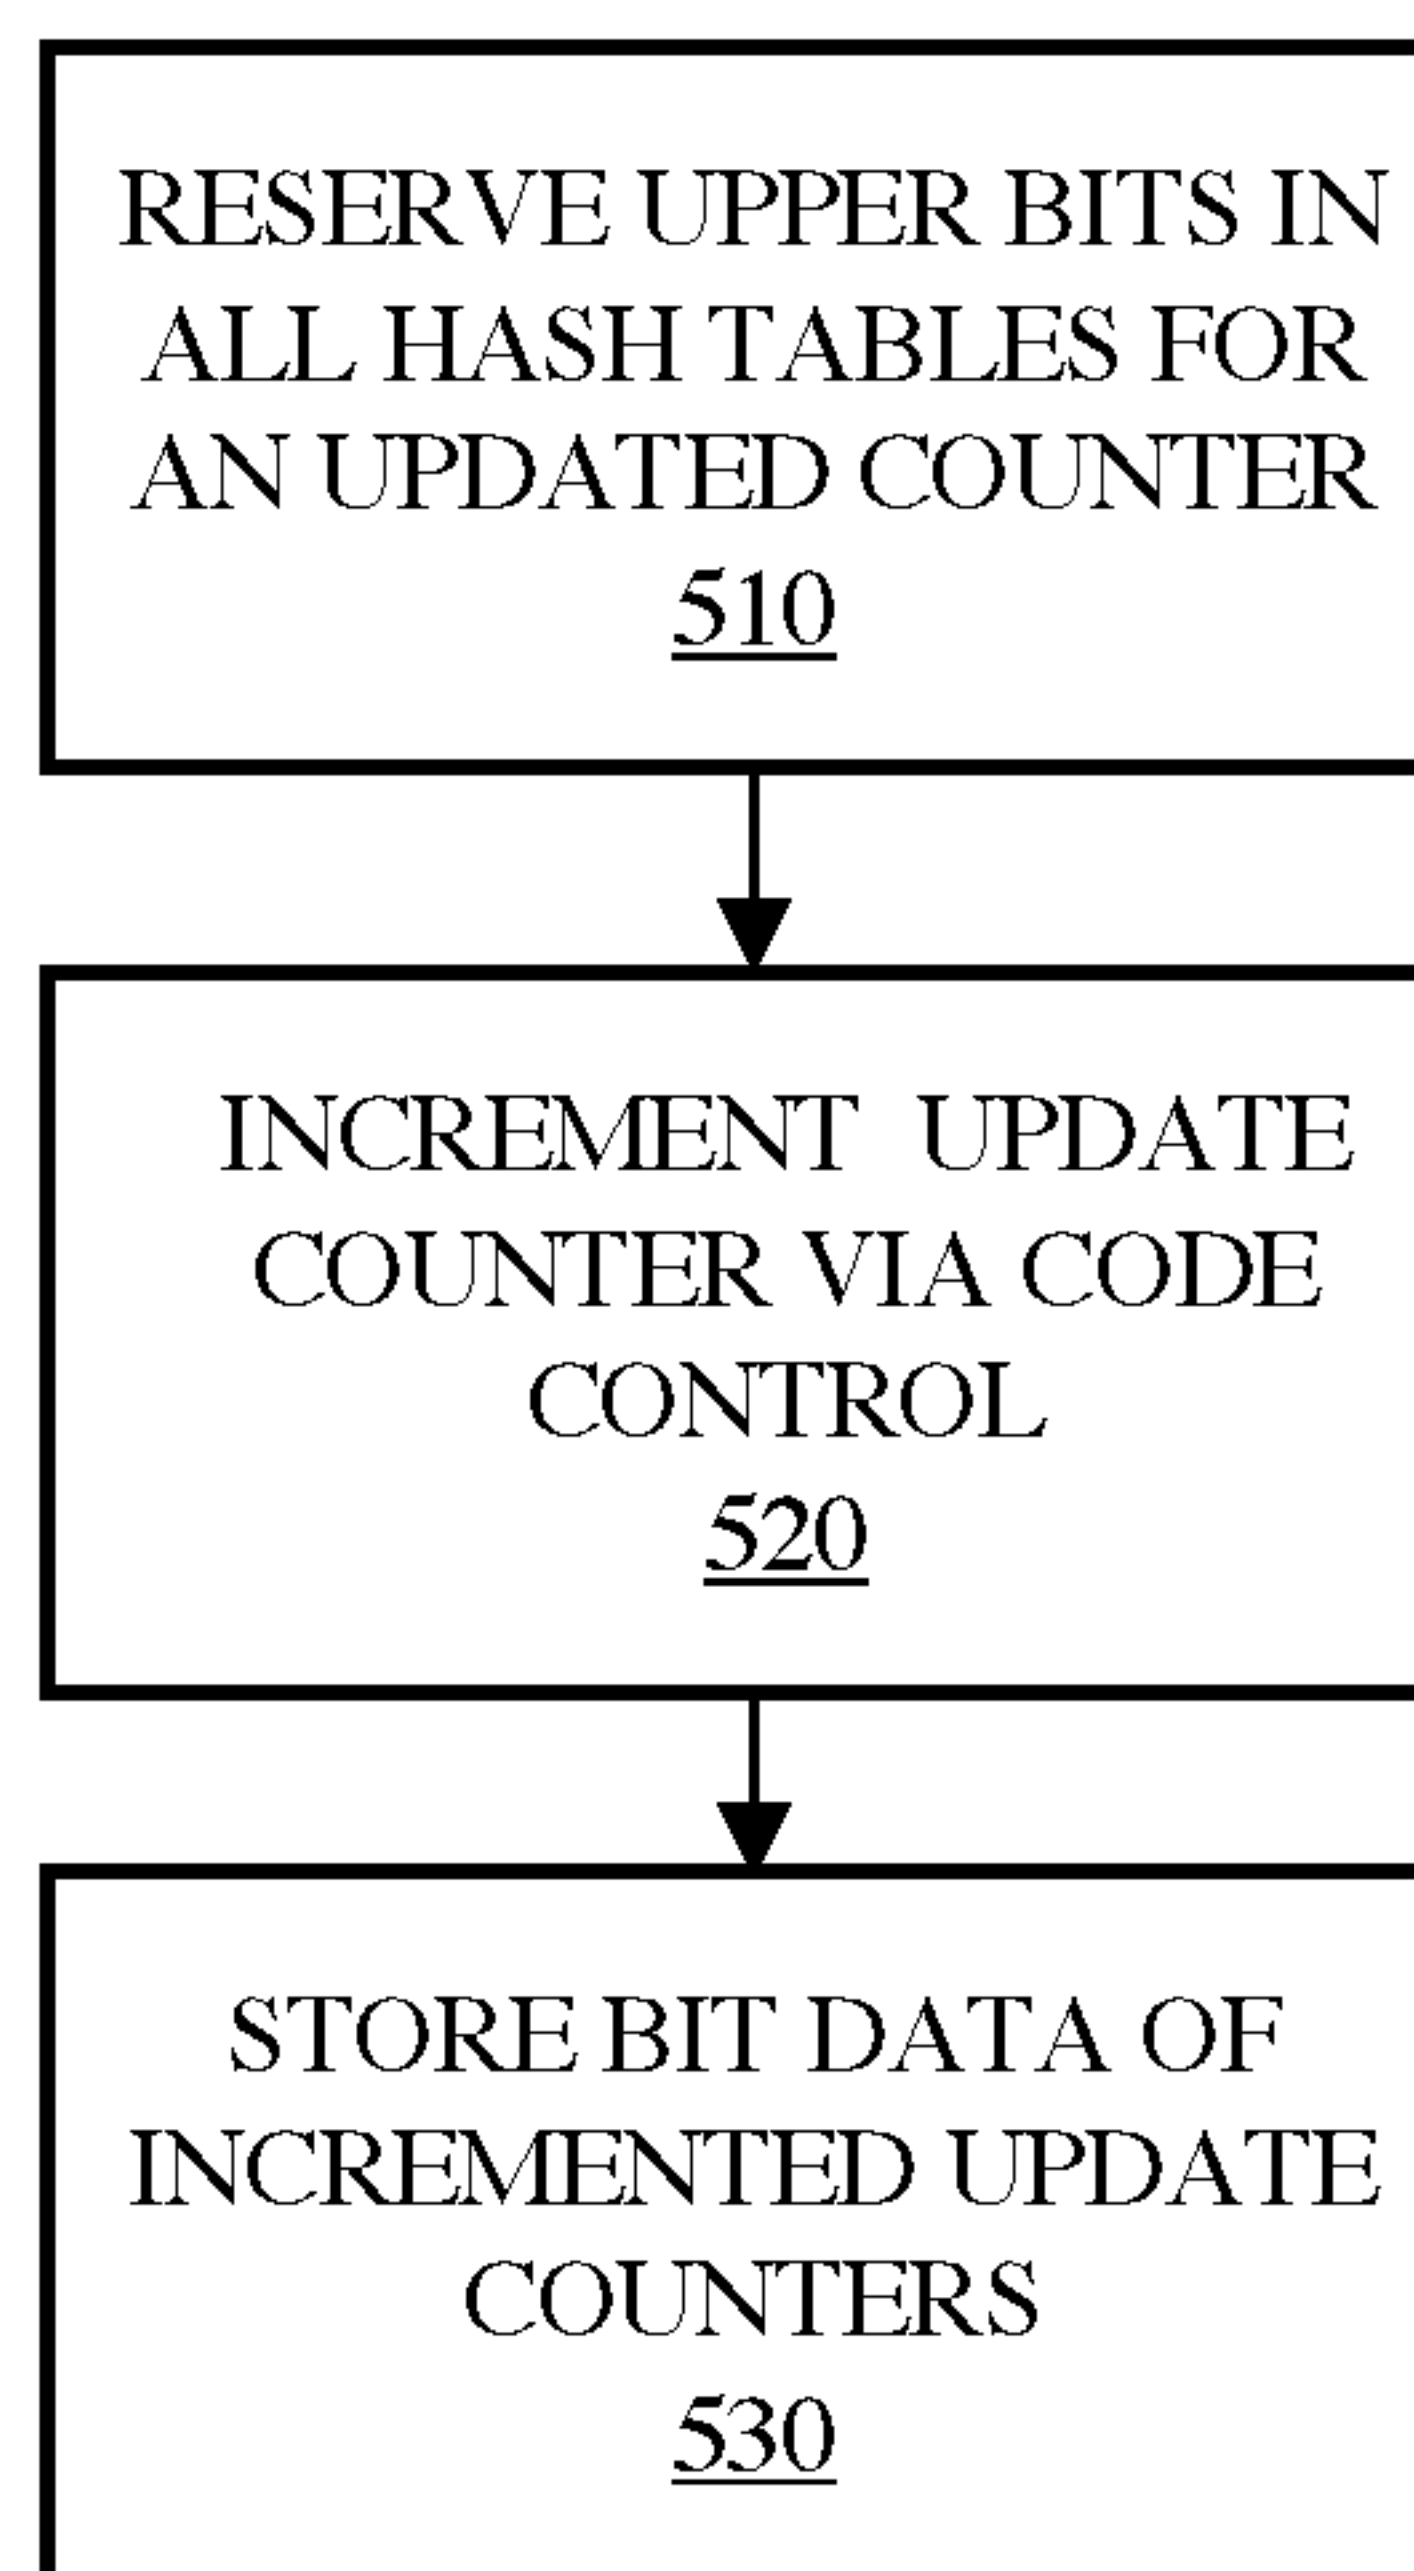 RESERVE UPPER BITS IN
ALL HASH TABLES FOR
AN UPDATED COUNTER
510
INCREMENT UPDATE
COUNTER VIA CODE
CONTROL
520
STORE BIT DATA OF
INCREMENTED UPDATE
COUNTERS
530